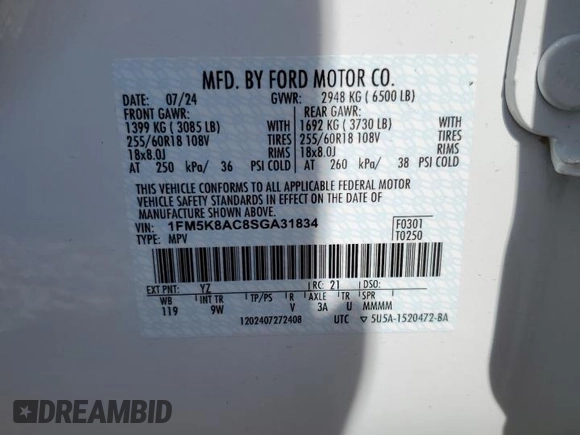 MFD. BY FORD MOTOR CO.
DATE: 07/24 GVWR: 2948 KG ( 6500 LB)
FRONT GAWR: REAR GAWR:
1399 KG ( 3085 LB) WITH 1692 KG ( 3730 LB) WITH
255/60R18 108V TIRES 255/60R18 108V TIRES
18x8.0J RIMS 18x8.0J RIMS
AT 250 kPa/ 36 PSI COLD AT 260 kPa/ 38 PSI COLD
THIS VEHICLE CONFORMS TO ALL APPLICABLE FEDERAL MOTOR
VEHICLE SAFETY STANDARDS IN EFFECT ON THE DATE OF
MANUFACTURE SHOWN ABOVE.
VIN: 1FM5K8AC8SGA31834 F0301
TYPE: MPV T0250
EXT PNT: YZ RC: 21 DSO:
WB INT TR TP/PS R AXLE TR SPR
119 9W V 3A U MMMMM
1202407272408 UTC ▽ 5U5A-1520472-BA
DREAMBID